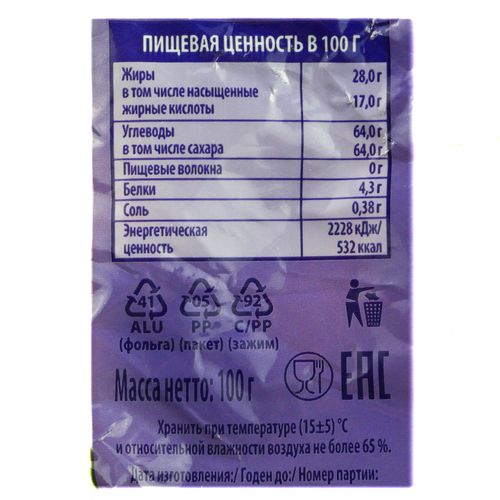 ПИЩЕВАЯ ЦЕННОСТЬ В 100 Г
Жиры 28,0 г
в том числе насыщенные
жирные кислоты 17,0 г
Углеводы 64,0 г
в том числе сахара 64,0 г
Пищевые волокна 0 г
Белки 4,3 г
Соль 0,38 г
Энергетическая 2228 кДж/
ценность 532 ккал
41 05 92
ALU PP C/PP
(фольга) (пакет) (зажим)
Масса нетто: 100 г EAC
Хранить при температуре (15±5) °С
и относительной влажности воздуха не более 65 %.
Дата изготовления:/ Годен до:/ Номер партии: